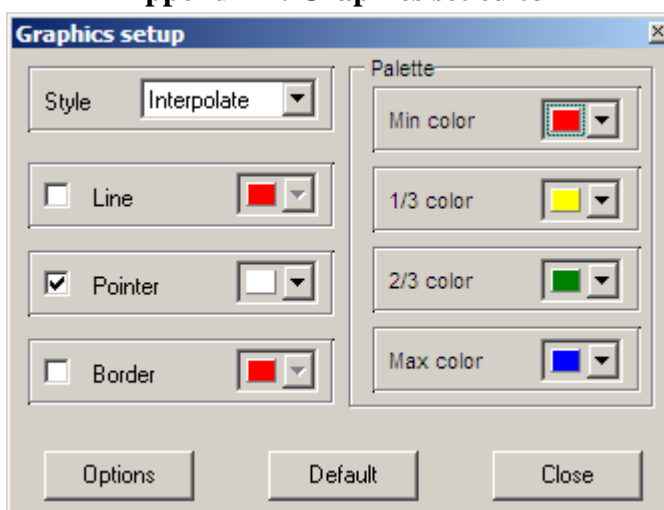 Graphics setup
Style Interpolate
Line
Pointer
Border
Palette
Min color
1/3 color
2/3 color
Max color
Options Default Close